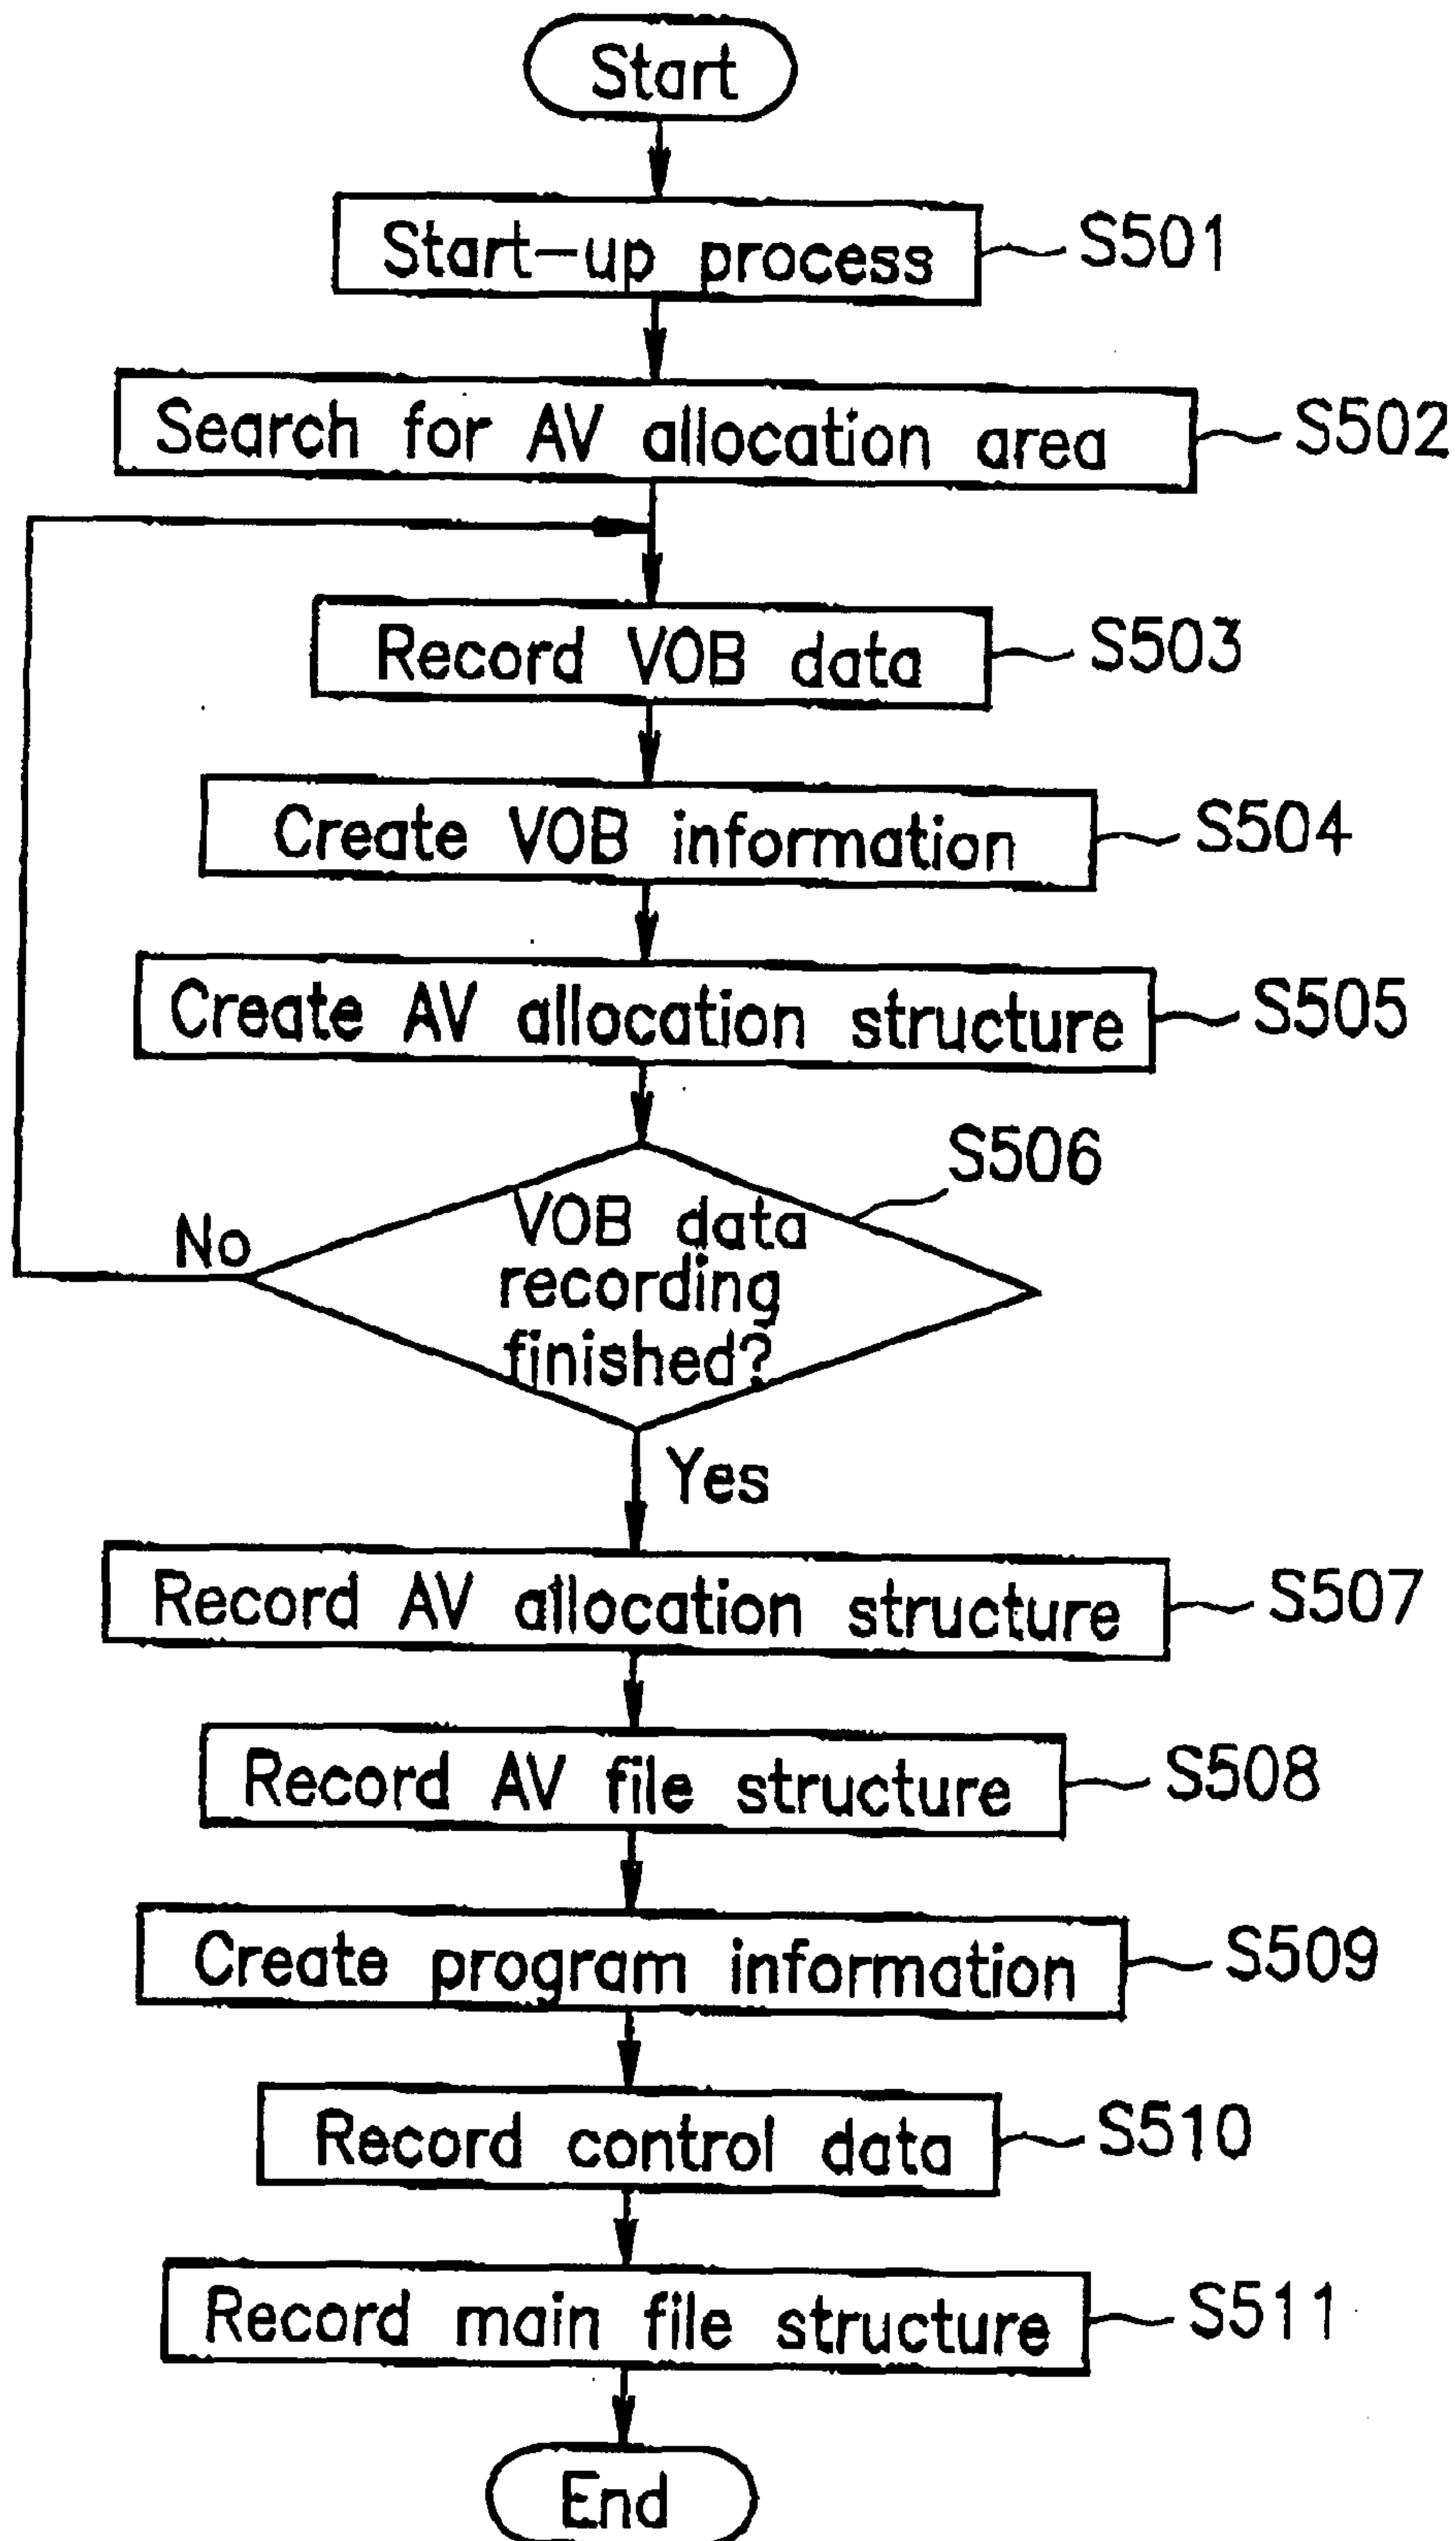 Start
Start-up process
S501
Search for AV allocation area
S502
Record VOB data
S503
Create VOB information
S504
Create AV allocation structure
S505
S506
VOB data
recording
finished?
No
Yes
Record AV allocation structure
S507
Record AV file structure
S508
Create program information
S509
Record control data
S510
Record main file structure
S511
End